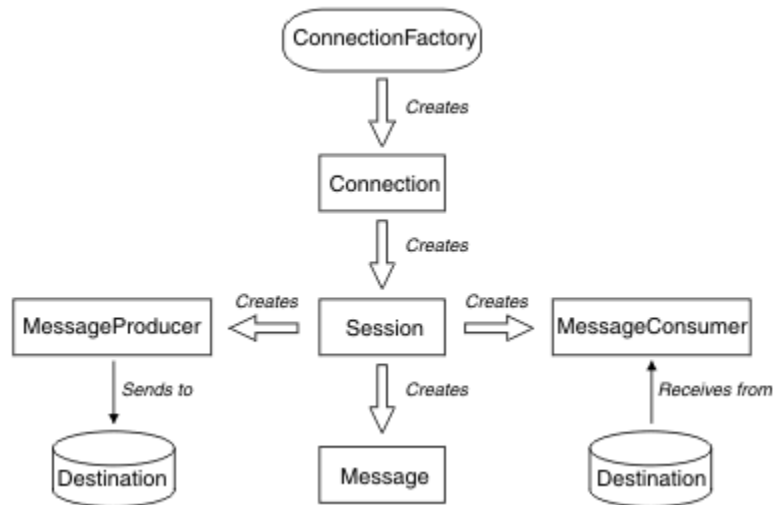 ConnectionFactory
Creates
Connection
Creates
Creates
Creates
MessageProducer
Session
MessageConsumer
Sends to
Creates
Receives from
Destination
Message
Destination